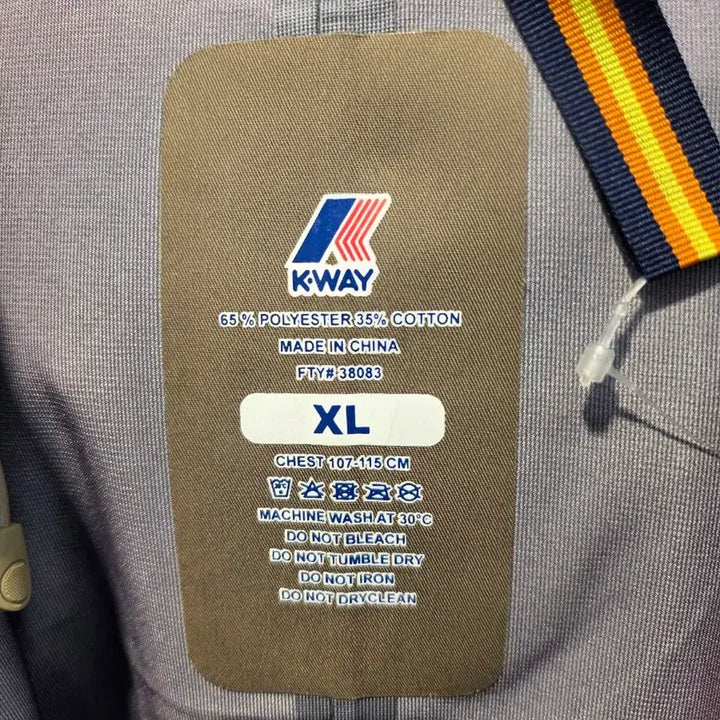 K·WAY
65 % POLYESTER 35% COTTON
MADE IN CHINA
FTY# 38083
XL
CHEST 107-115 CM
MACHINE WASH AT 30°C
DO NOT BLEACH
DO NOT TUMBLE DRY
DO NOT IRON
DO NOT DRYCLEAN